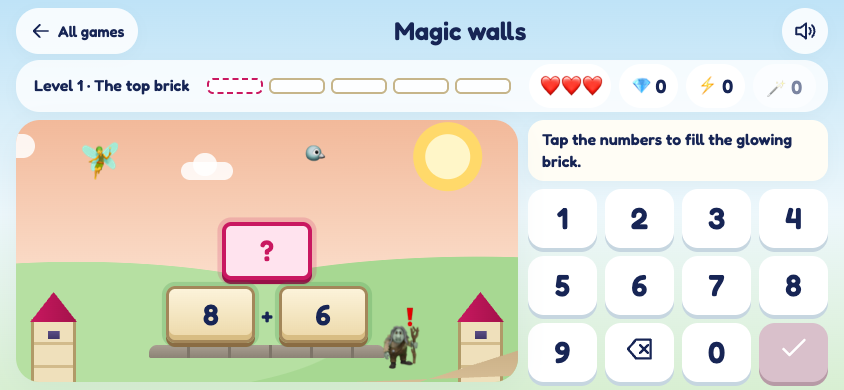 All games
Magic walls
Level 1 · The top brick
0
0
0
Tap the numbers to fill the glowing
brick.
?
8 + 6
!
1 2 3 4
5 6 7 8
9 0